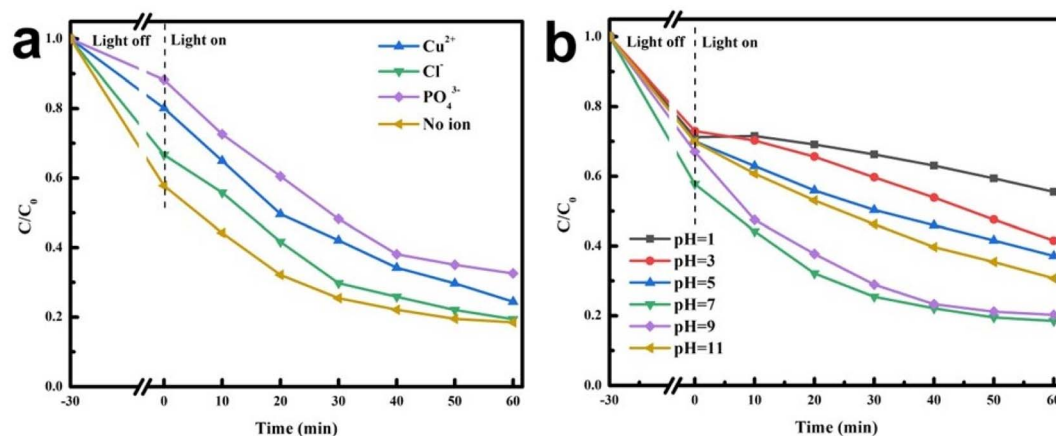 a
Light off
Light on
Cu²⁺
Cl⁻
PO₄³⁻
No ion
C/C₀
1.0
0.8
0.6
0.4
0.2
0.0
-30 0 10 20 30 40 50 60
Time (min)
b
Light off
Light on
pH=1
pH=3
pH=5
pH=7
pH=9
pH=11
C/C₀
1.0
0.8
0.6
0.4
0.2
0.0
-30 0 10 20 30 40 50 60
Time (min)